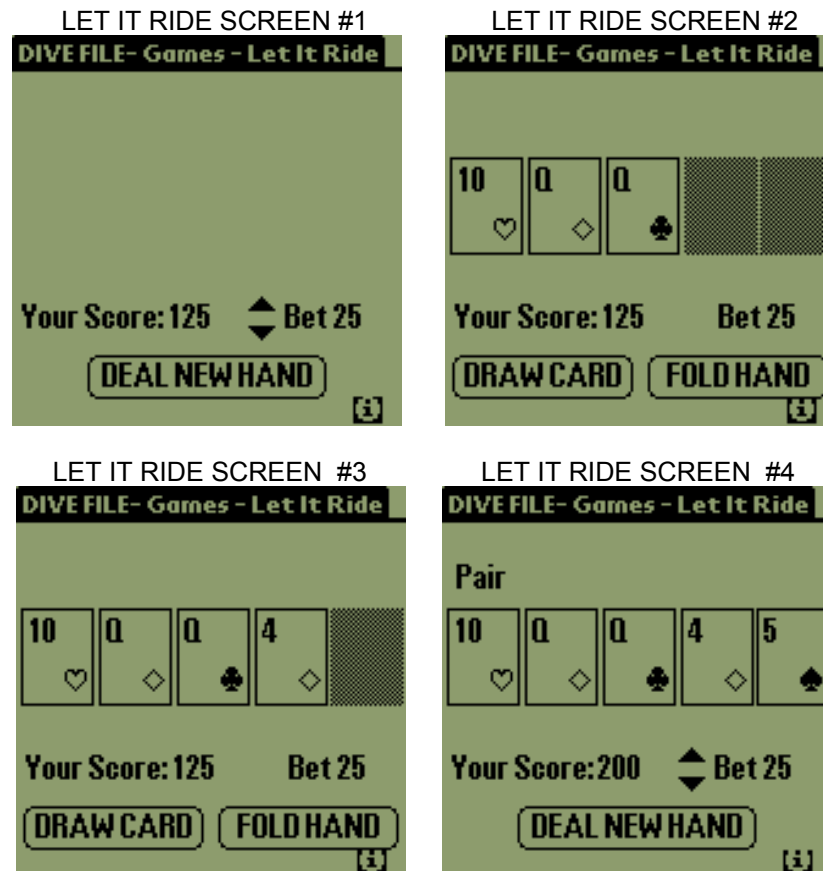 LET IT RIDE SCREEN #1
DIVE FILE- Games - Let It Ride
Your Score: 125 Bet 25
DEAL NEW HAND
[i]
LET IT RIDE SCREEN #2
DIVE FILE- Games - Let It Ride
10 Q Q
Your Score: 125 Bet 25
DRAW CARD FOLD HAND
[i]
LET IT RIDE SCREEN #3
DIVE FILE- Games - Let It Ride
10 Q Q 4
Your Score: 125 Bet 25
DRAW CARD FOLD HAND
[i]
LET IT RIDE SCREEN #4
DIVE FILE- Games - Let It Ride
Pair
10 Q Q 4 5
Your Score: 200 Bet 25
DEAL NEW HAND
[i]